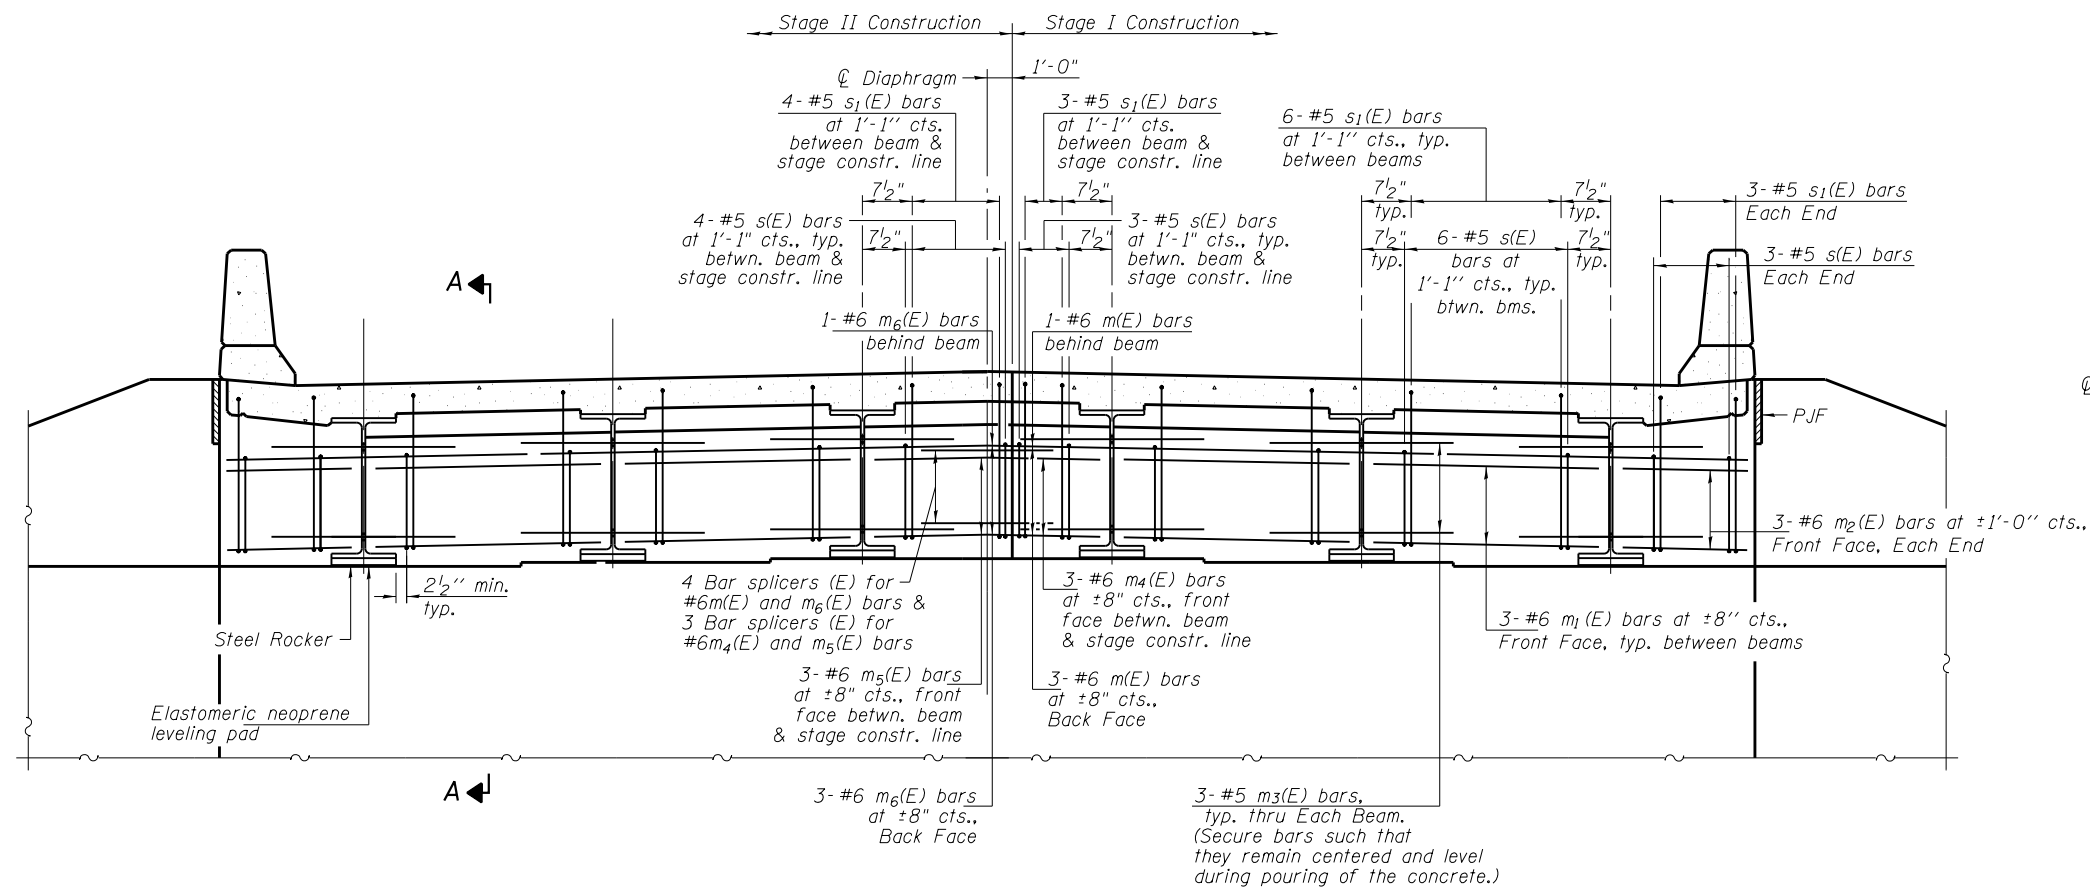 Stage II Construction
Stage I Construction
℄ Diaphragm
1'-0"
4-#5 s1(E) bars
at 1'-1" cts.
between beam &
stage constr. line
3-#5 s1(E) bars
at 1'-1" cts.
between beam &
stage constr. line
6-#5 s1(E) bars
at 1'-1" cts., typ.
between beams
7½"
7½"
7½"
typ.
7½"
typ.
3-#5 s1(E) bars
Each End
4-#5 s(E) bars
at 1'-1" cts., typ.
betwn. beam &
stage constr. line
7½"
7½"
3-#5 s(E) bars
at 1'-1" cts., typ.
betwn. beam &
stage constr. line
7½"
typ.
6-#5 s(E)
bars at
1'-1" cts., typ.
btwn. bms.
7½"
typ.
3-#5 s(E) bars
Each End
A
1-#6 m6(E) bars
behind beam
1-#6 m(E) bars
behind beam
℄
PJF
3-#6 m2(E) bars at ±1'-0" cts.,
Front Face, Each End
2½" min.
typ.
Steel Rocker
4 Bar splicers (E) for
#6m(E) and m6(E) bars &
3 Bar splicers (E) for
#6m4(E) and m5(E) bars
3-#6 m4(E) bars
at ±8" cts., front
face betwn. beam
& stage constr. line
3-#6 m1(E) bars at ±8" cts.,
Front Face, typ. between beams
3-#6 m5(E) bars
at ±8" cts., front
face betwn. beam
& stage constr. line
3-#6 m(E) bars
at ±8" cts.,
Back Face
Elastomeric neoprene
leveling pad
A
3-#6 m6(E) bars
at ±8" cts.,
Back Face
3-#5 m3(E) bars,
typ. thru Each Beam.
(Secure bars such that
they remain centered and level
during pouring of the concrete.)